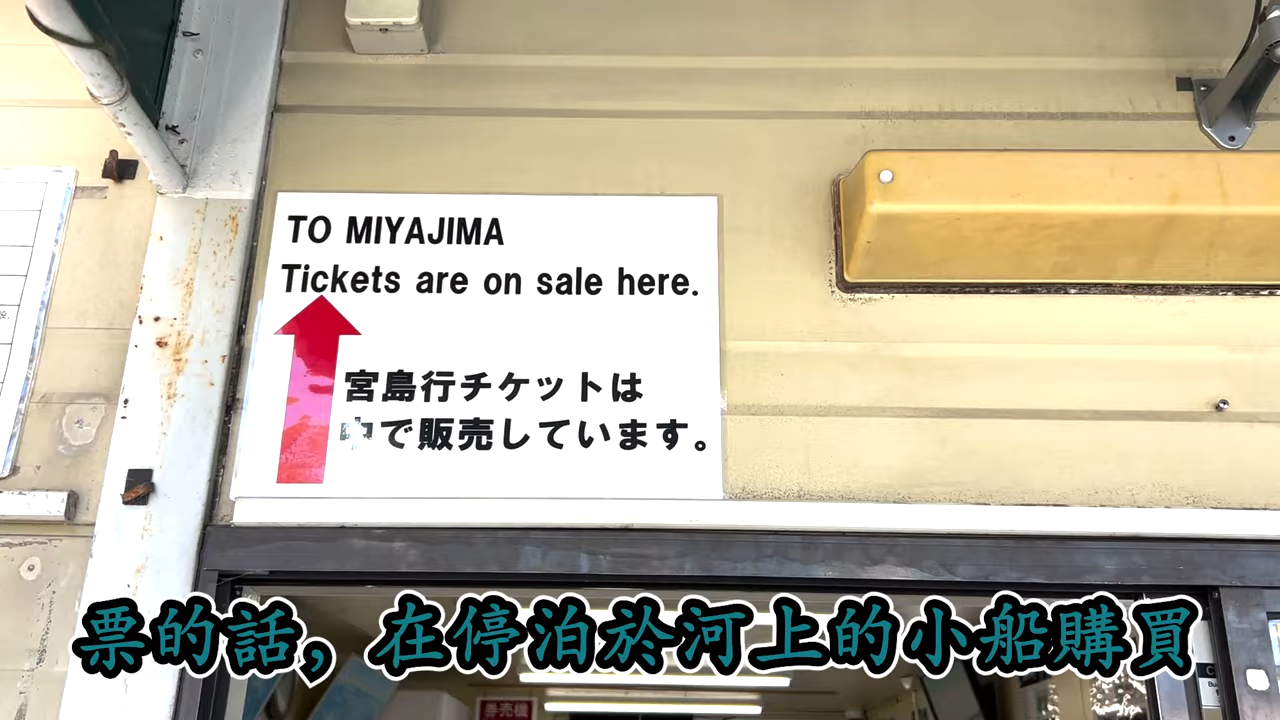 TO MIYAJIMA
Tickets are on sale here.
宮島行チケットは
中で販売しています。
票的話，在停泊於河上的小船購買
券売機